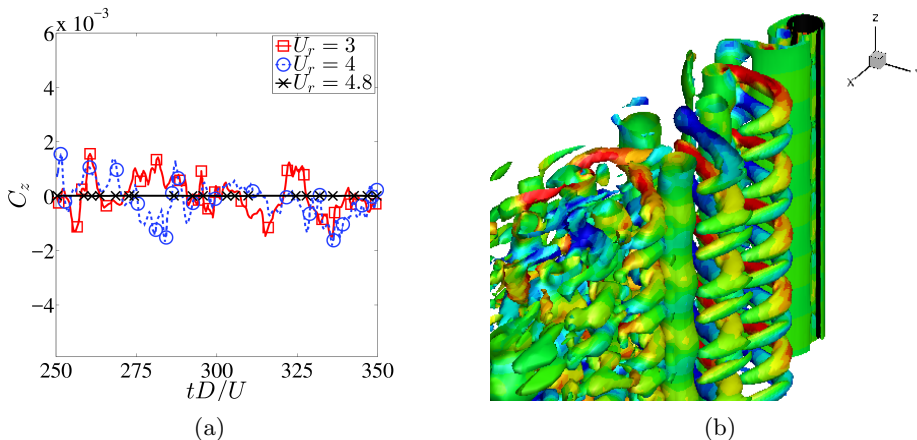 x 10⁻³
6
4
2
0
−2
−4
C_z
U_r = 3
U_r = 4
U_r = 4.8
250 275 300 325 350
tD/U
(a)
z
X
(b)